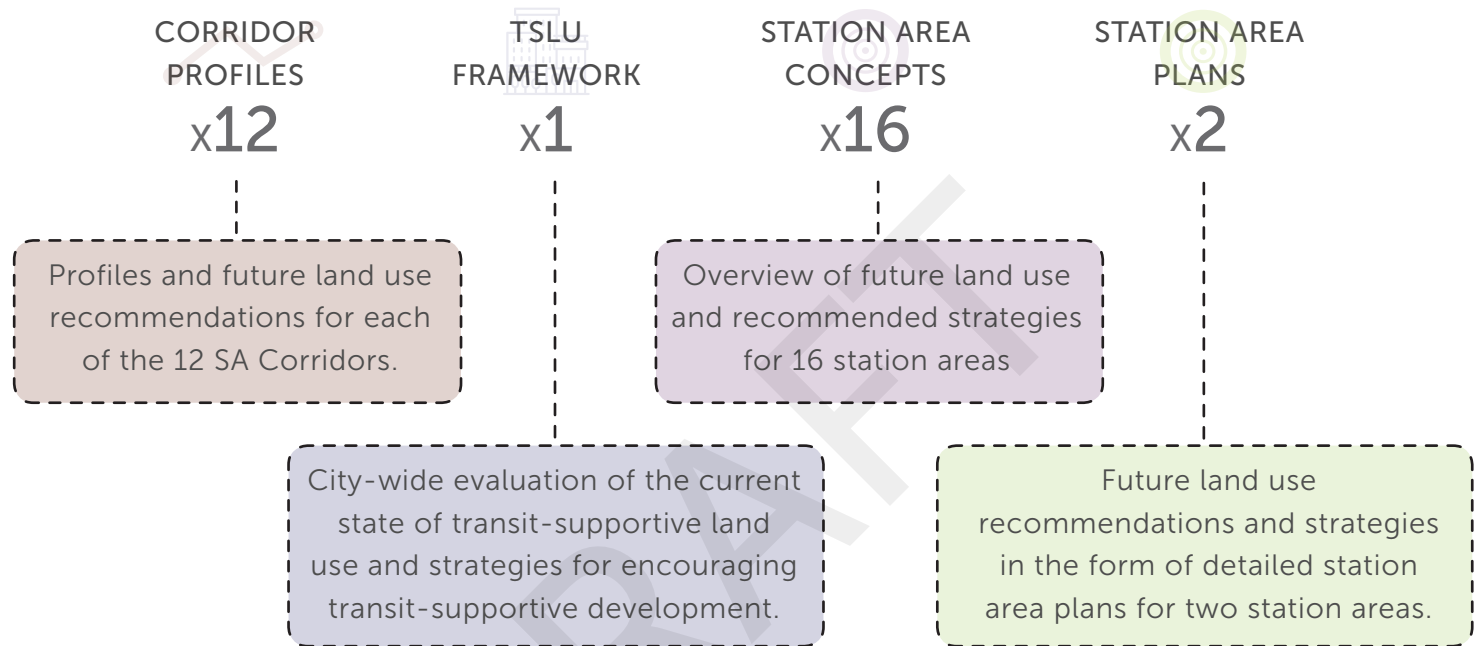 CORRIDOR
PROFILES
x12
TSLU
FRAMEWORK
x1
STATION AREA
CONCEPTS
x16
STATION AREA
PLANS
x2
Profiles and future land use
recommendations for each
of the 12 SA Corridors.
City-wide evaluation of the current
state of transit-supportive land
use and strategies for encouraging
transit-supportive development.
Overview of future land use
and recommended strategies
for 16 station areas
Future land use
recommendations and strategies
in the form of detailed station
area plans for two station areas.
RAFT